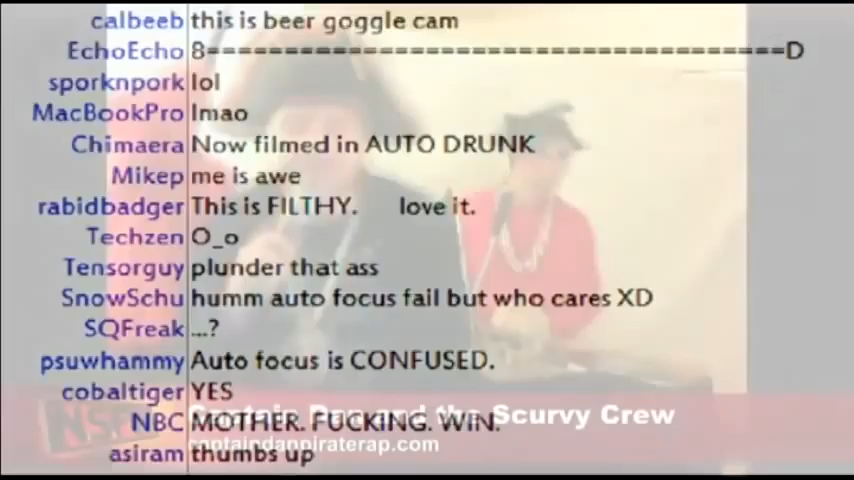 calbeeb this is beer goggle cam
EchoEcho 8===================================D
sporknpork lol
MacBookPro lmao
Chimaera Now filmed in AUTO DRUNK
Mikep me is awe
rabidbadger This is FILTHY. love it.
Techzen O_o
Tensorguy plunder that ass
SnowSchu humm auto focus fail but who cares XD
SQFreak ...?
psuwhammy Auto focus is CONFUSED.
cobaltiger YES
Captain Dan and the Scurvy Crew
NBC MOTHER. FUCKING. WIN.
captaindanpiraterap.com
asiram thumbs up